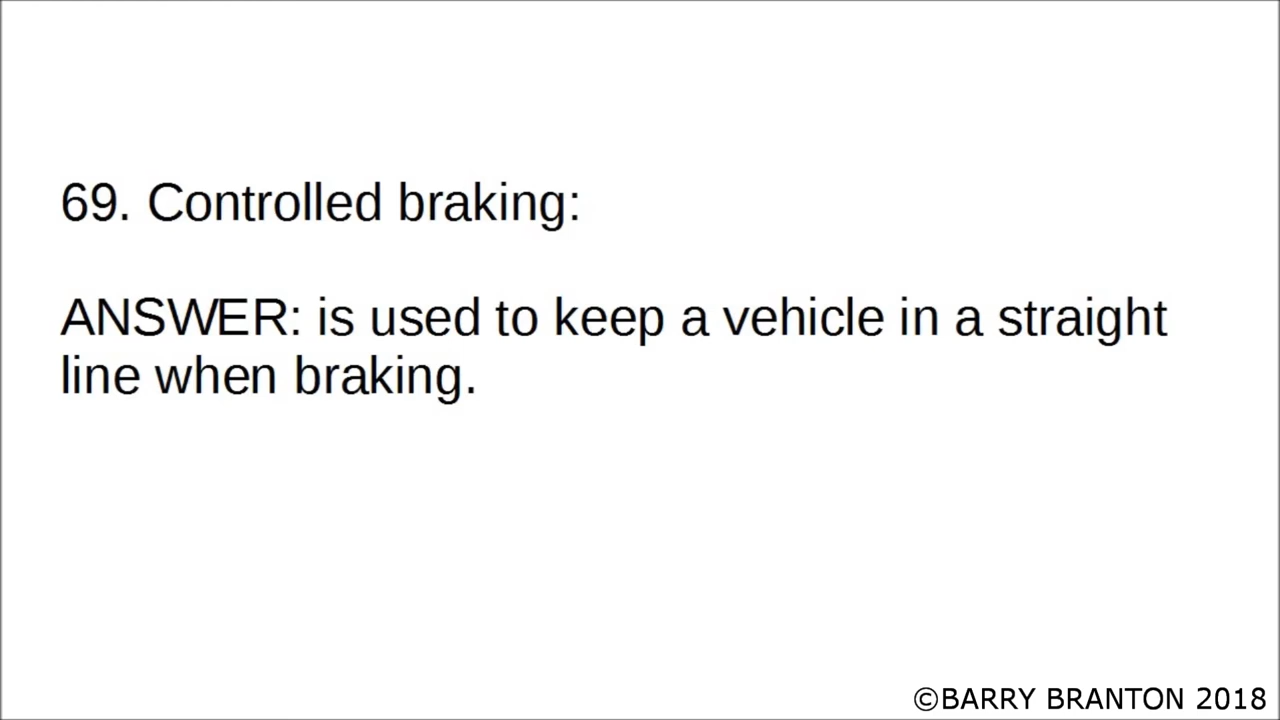 69. Controlled braking:
ANSWER: is used to keep a vehicle in a straight
line when braking.
©BARRY BRANTON 2018